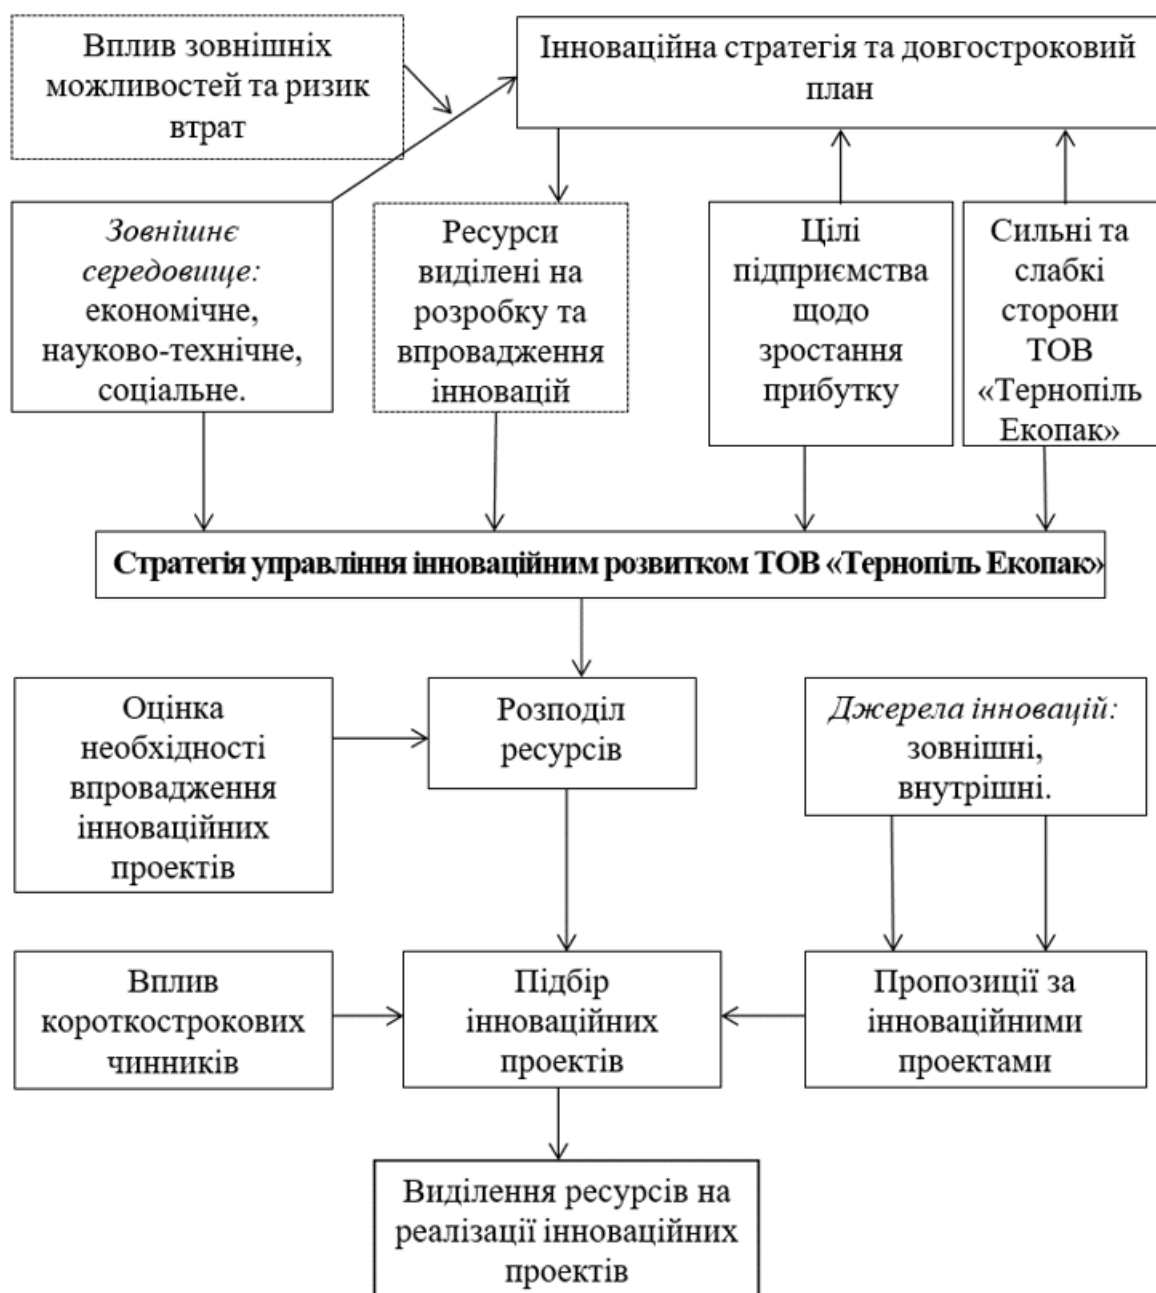 Вплив зовнішніх
можливостей та ризик
втрат
Інноваційна стратегія та довгостроковий
план
Зовнішнє
середовище:
економічне,
науково-технічне,
соціальне.
Ресурси
виділені на
розробку та
впровадження
інновацій
Цілі
підприємства
щодо
зростання
прибутку
Сильні та
слабкі
сторони
ТОВ
«Тернопіль
Екопак»
Стратегія управління інноваційним розвитком ТОВ «Тернопіль Екопак»
Оцінка
необхідності
впровадження
інноваційних
проектів
Розподіл
ресурсів
Джерела інновацій:
зовнішні,
внутрішні.
Вплив
короткострокових
чинників
Підбір
інноваційних
проектів
Пропозиції за
інноваційними
проектами
Виділення ресурсів на
реалізації інноваційних
проектів